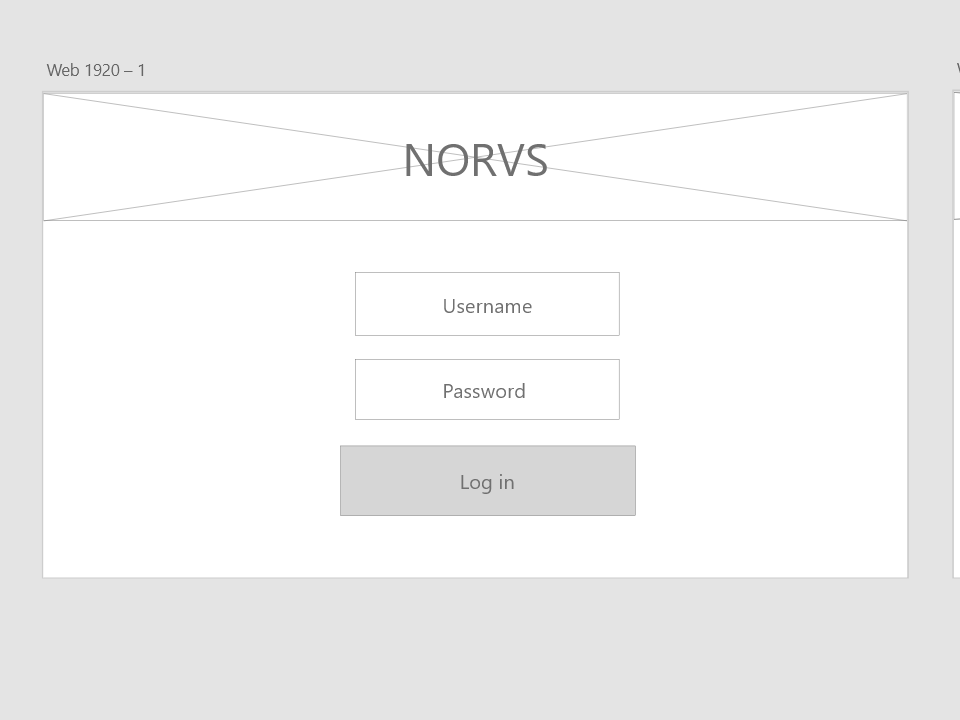 Web 1920 – 1
NORVS
Username
Password
Log in